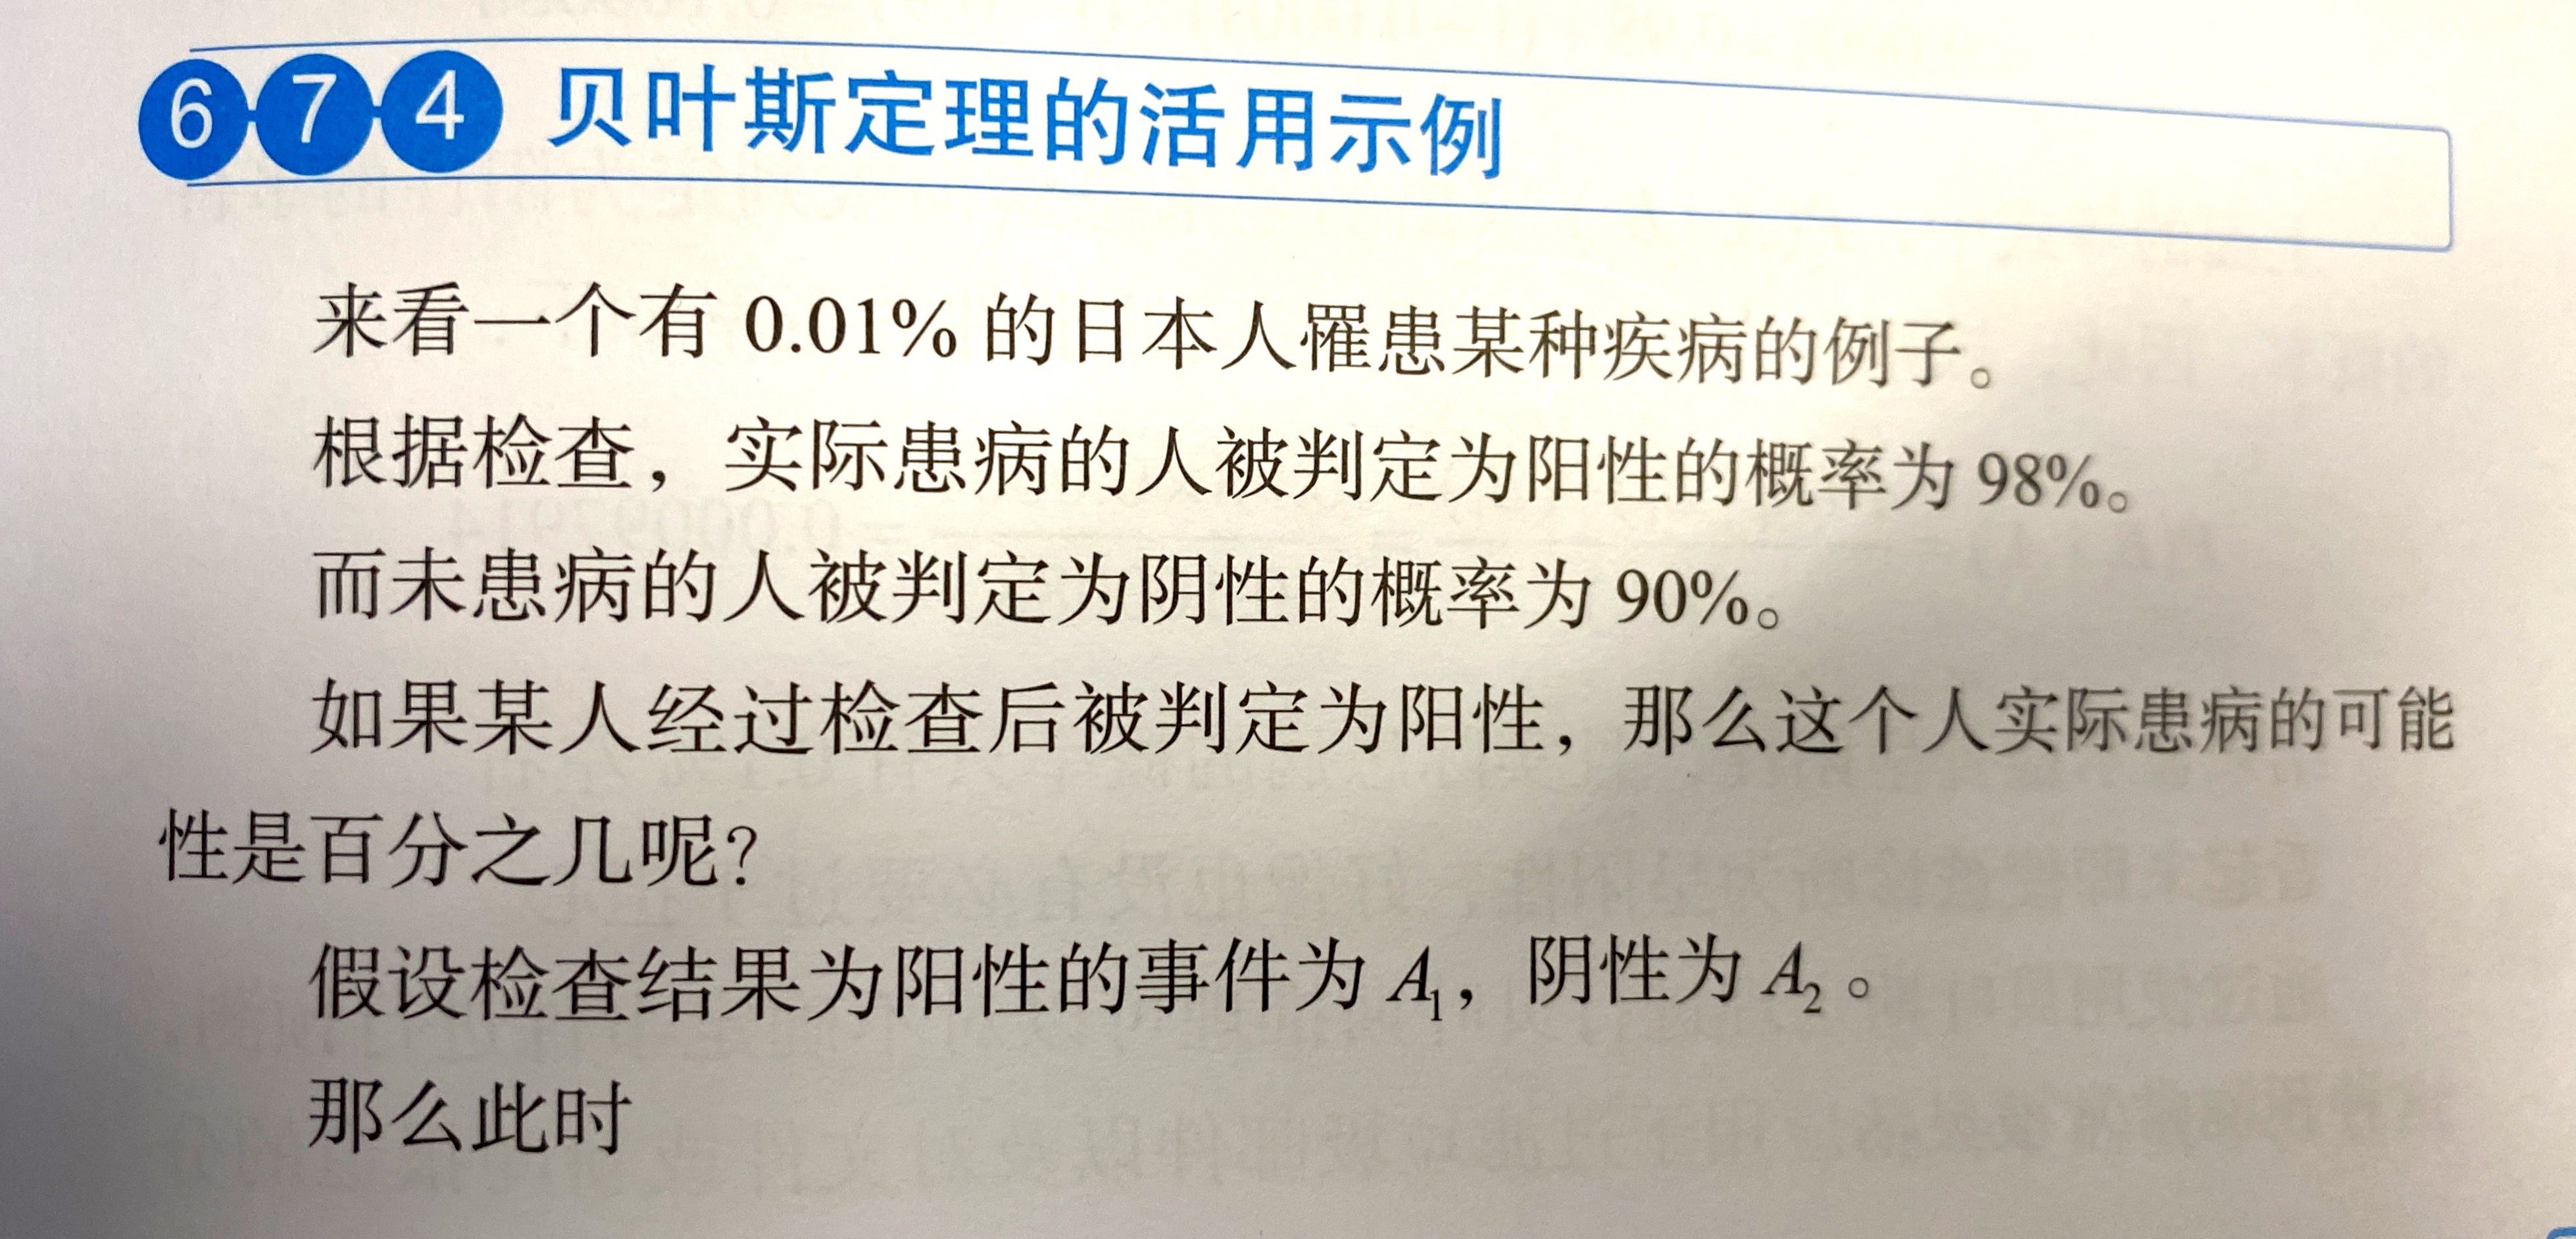 6-7-4 贝叶斯定理的活用示例
来看一个有 0.01% 的日本人罹患某种疾病的例子。
根据检查，实际患病的人被判定为阳性的概率为 98%。
而未患病的人被判定为阴性的概率为 90%。
如果某人经过检查后被判定为阳性，那么这个人实际患病的可能
性是百分之几呢？
假设检查结果为阳性的事件为 A₁，阴性为 A₂。
那么此时